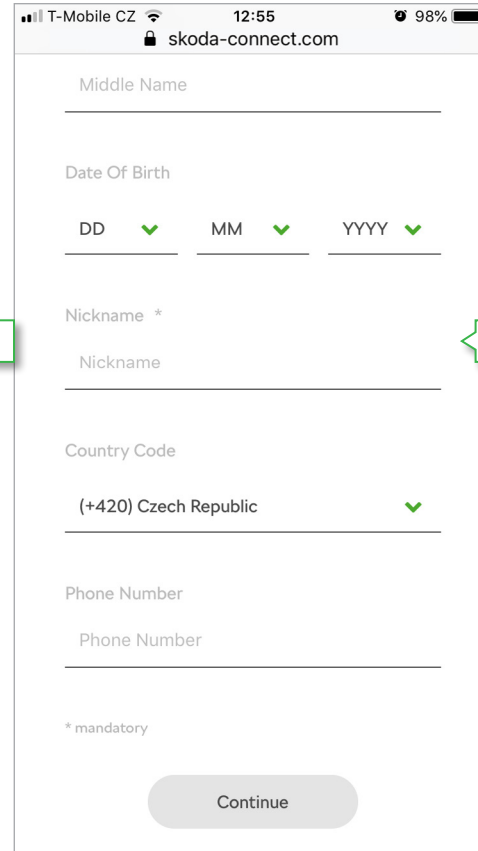 T-Mobile CZ 12:55 98%
skoda-connect.com
Middle Name
Date Of Birth
DD MM YYYY
Nickname *
Nickname
Country Code
(+420) Czech Republic
Phone Number
Phone Number
* mandatory
Continue